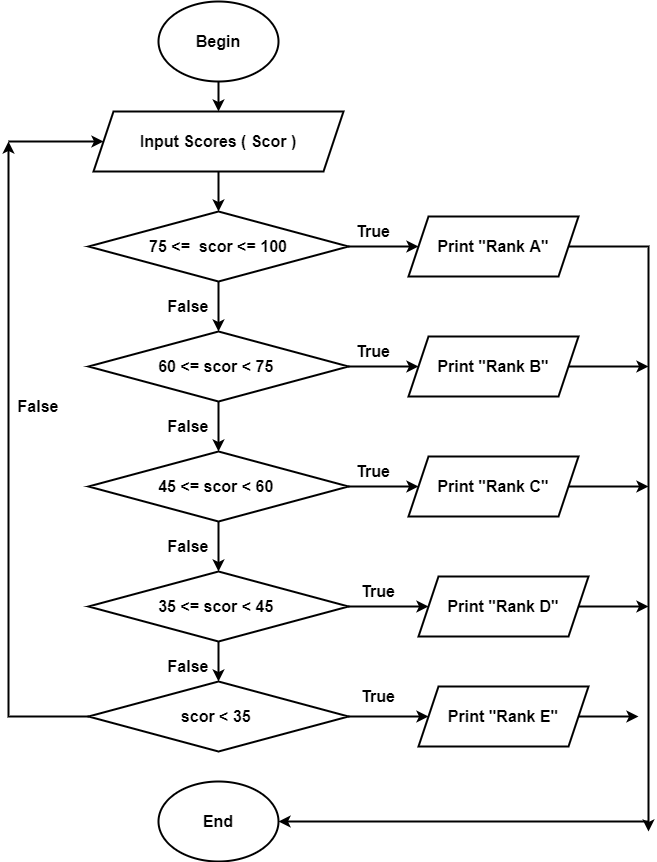 Begin
Input Scores ( Scor )
75 <=  scor <= 100
True
Print "Rank A"
False
60 <= scor < 75
True
Print "Rank B"
False
False
45 <= scor < 60
True
Print "Rank C"
False
35 <= scor < 45
True
Print "Rank D"
False
scor < 35
True
Print "Rank E"
End